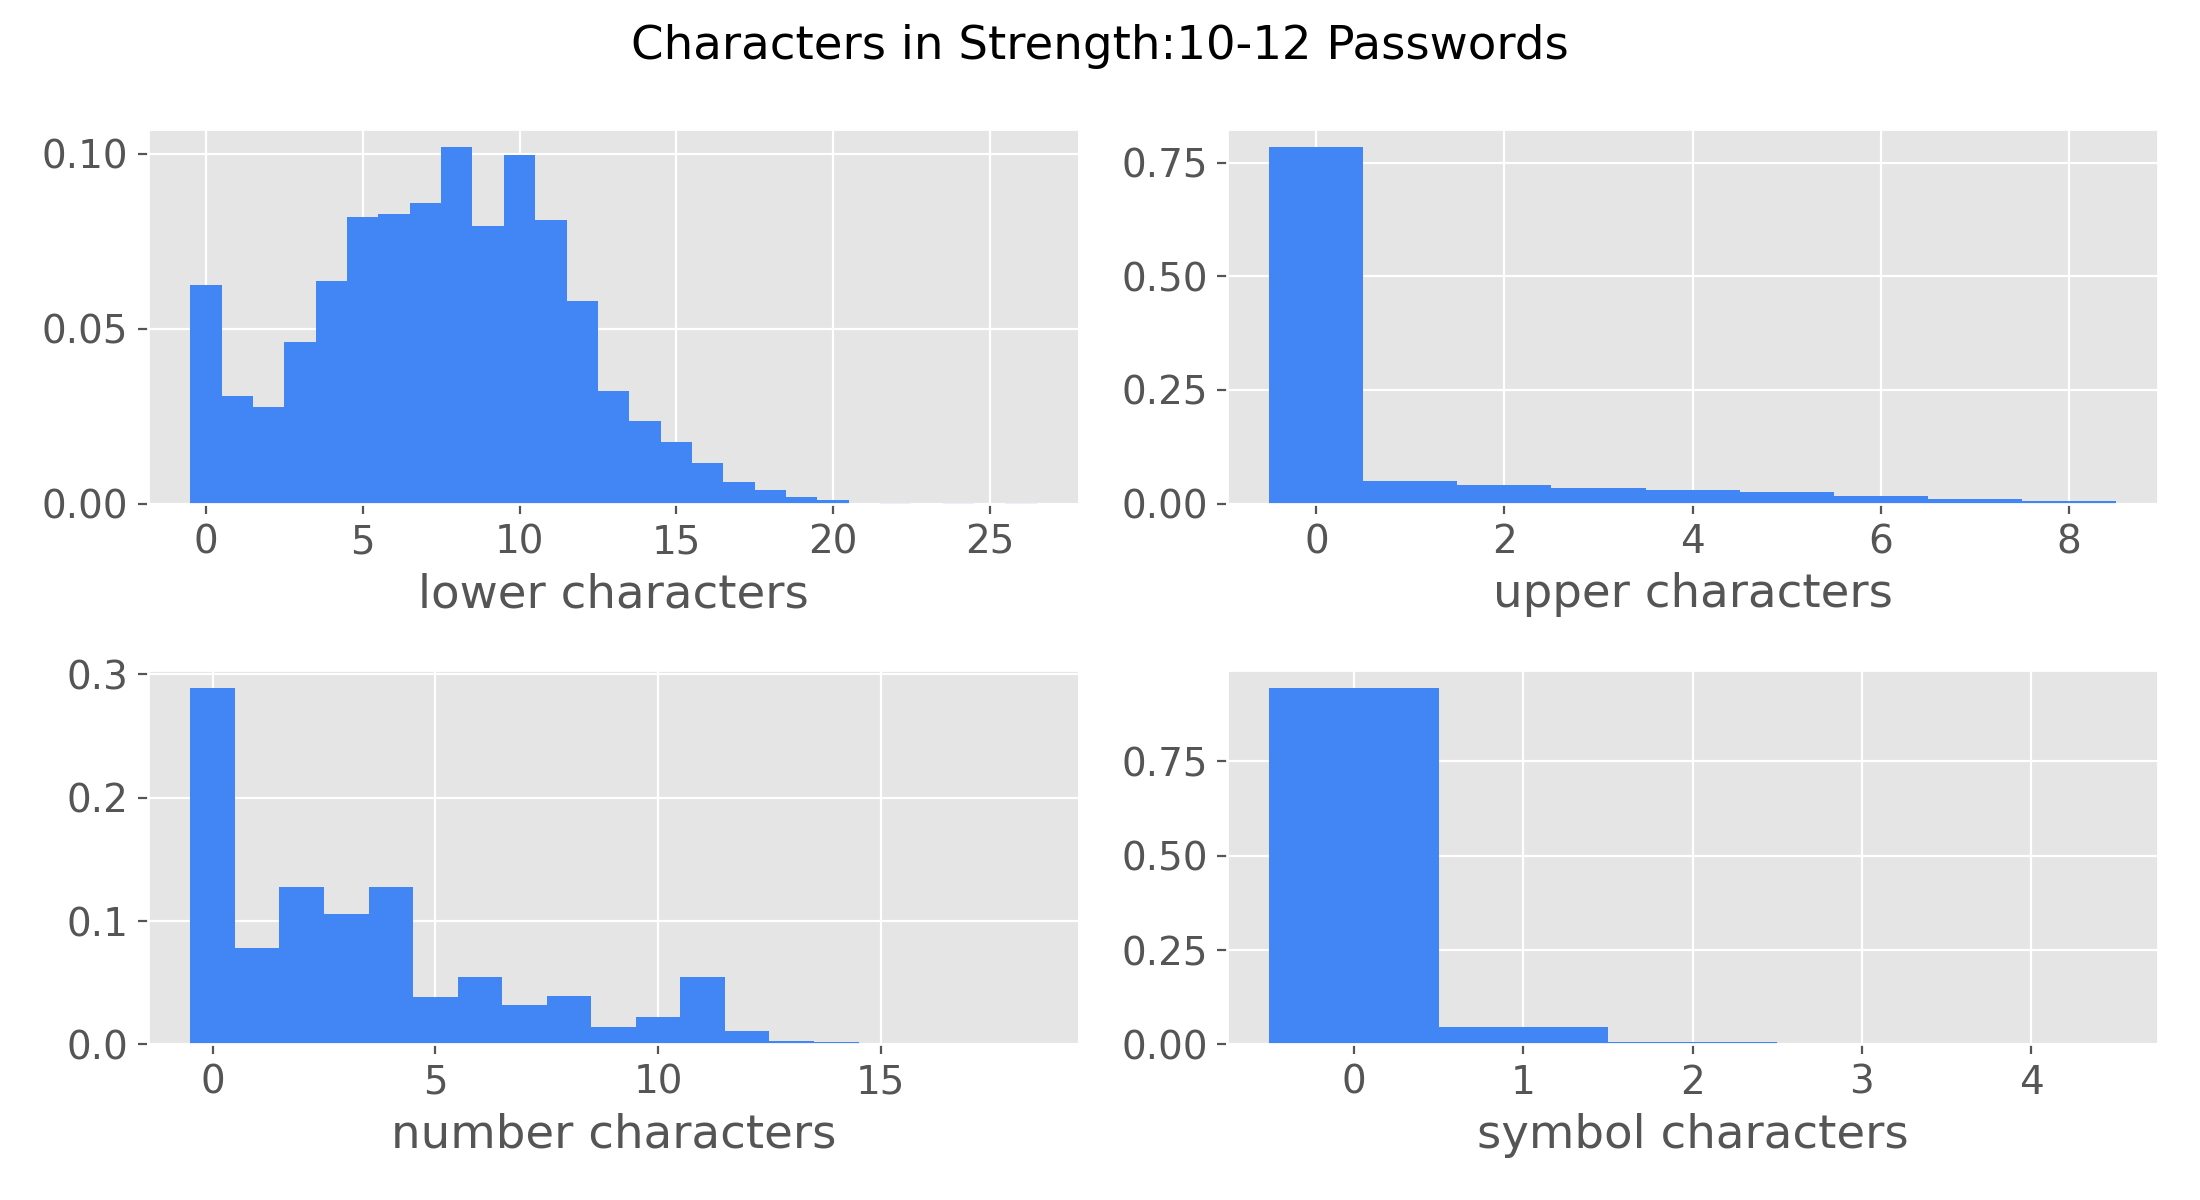 Characters in Strength:10-12 Passwords
0.10
0.05
0.00
0 5 10 15 20 25
lower characters
0.75
0.50
0.25
0.00
0 2 4 6 8
upper characters
0.3
0.2
0.1
0.0
0 5 10 15
number characters
0.75
0.50
0.25
0.00
0 1 2 3 4
symbol characters